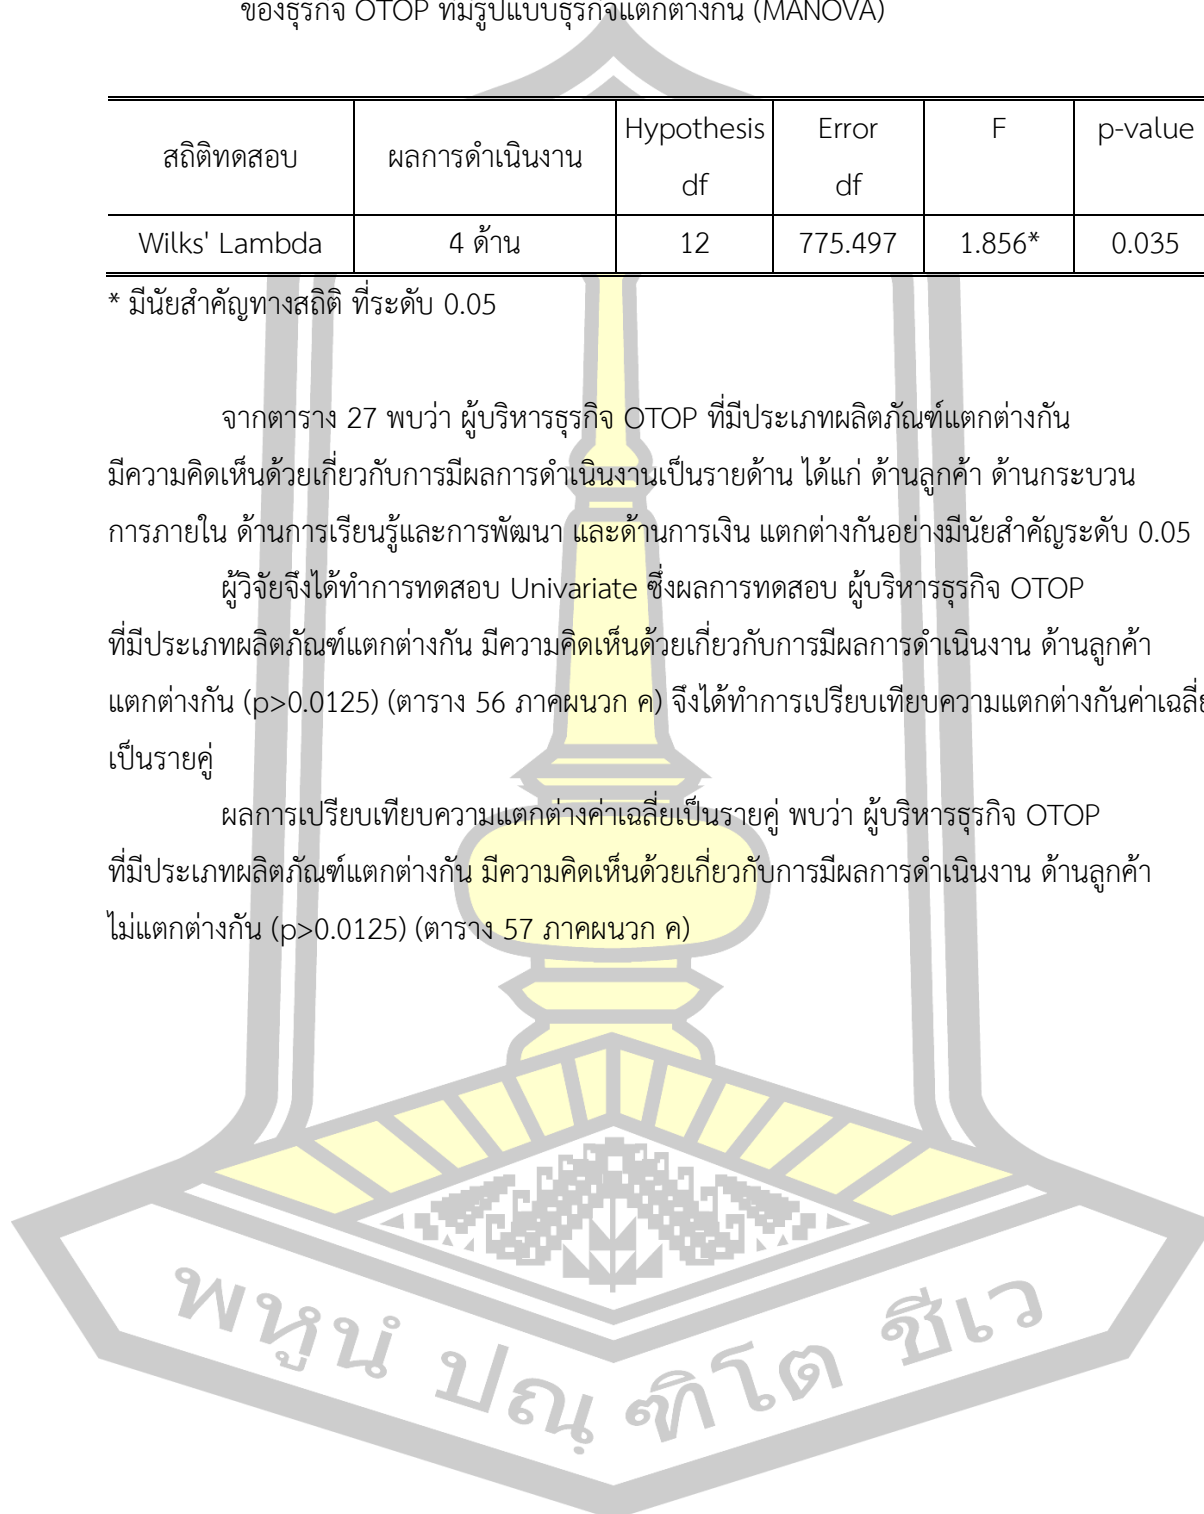 ของธุรกิจ OTOP ที่มีรูปแบบธุรกิจแตกต่างกัน (MANOVA)
สถิติทดสอบ ผลการดำเนินงาน Hypothesis df Error df F p-value
Wilks' Lambda 4 ด้าน 12 775.497 1.856* 0.035
* มีนัยสำคัญทางสถิติ ที่ระดับ 0.05
จากตาราง 27 พบว่า ผู้บริหารธุรกิจ OTOP ที่มีประเภทผลิตภัณฑ์แตกต่างกัน
มีความคิดเห็นด้วยเกี่ยวกับการมีผลการดำเนินงานเป็นรายด้าน ได้แก่ ด้านลูกค้า ด้านกระบวน
การภายใน ด้านการเรียนรู้และการพัฒนา และด้านการเงิน แตกต่างกันอย่างมีนัยสำคัญระดับ 0.05
ผู้วิจัยจึงได้ทำการทดสอบ Univariate ซึ่งผลการทดสอบ ผู้บริหารธุรกิจ OTOP
ที่มีประเภทผลิตภัณฑ์แตกต่างกัน มีความคิดเห็นด้วยเกี่ยวกับการมีผลการดำเนินงาน ด้านลูกค้า
แตกต่างกัน (p>0.0125) (ตาราง 56 ภาคผนวก ค) จึงได้ทำการเปรียบเทียบความแตกต่างกันค่าเฉลี่ย
เป็นรายคู่
ผลการเปรียบเทียบความแตกต่างค่าเฉลี่ยเป็นรายคู่ พบว่า ผู้บริหารธุรกิจ OTOP
ที่มีประเภทผลิตภัณฑ์แตกต่างกัน มีความคิดเห็นด้วยเกี่ยวกับการมีผลการดำเนินงาน ด้านลูกค้า
ไม่แตกต่างกัน (p>0.0125) (ตาราง 57 ภาคผนวก ค)
พหูนํ ปณฺฑิโต ชีเว